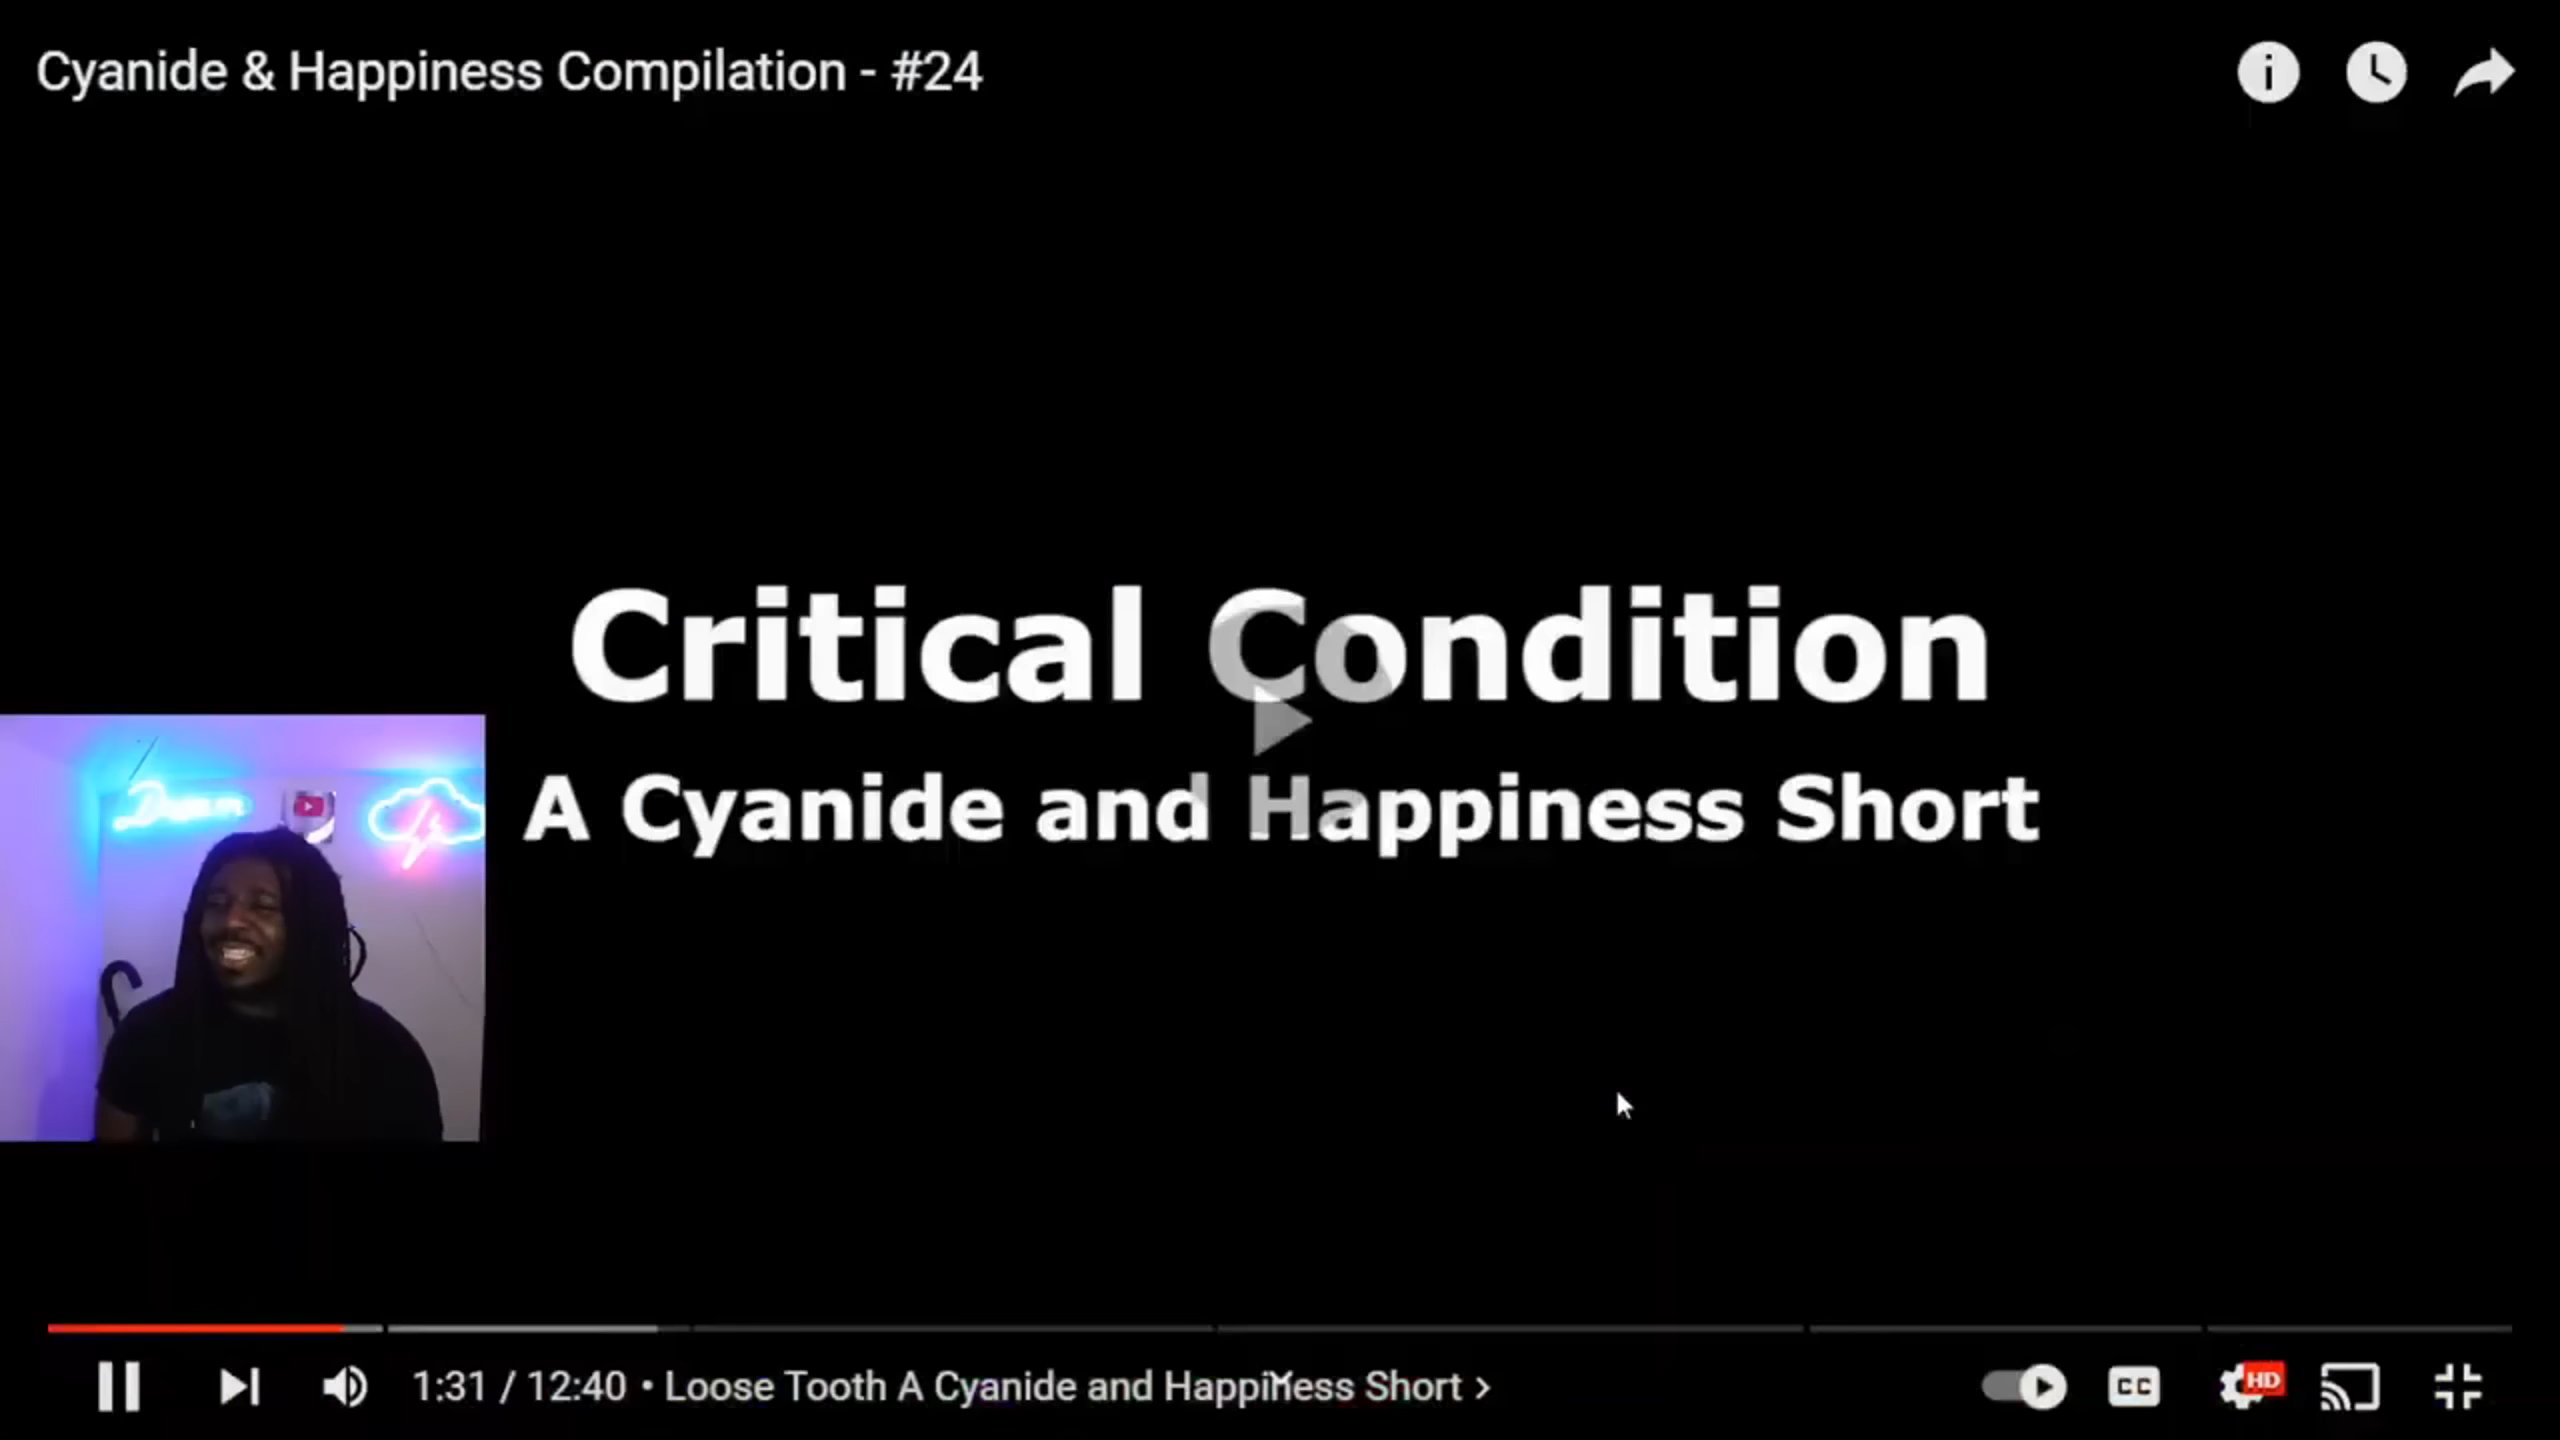 Cyanide & Happiness Compilation - #24
Critical Condition
A Cyanide and Happiness Short
1:31 / 12:40 • Loose Tooth A Cyanide and Happiness Short >
CC
HD